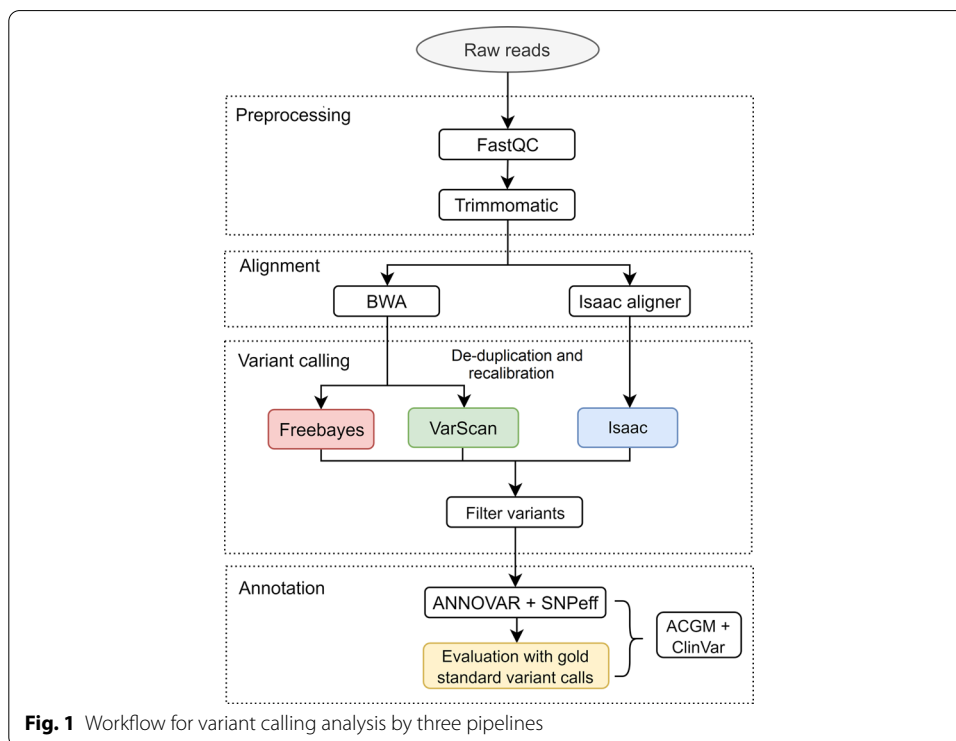 Raw reads
Preprocessing
FastQC
Trimmomatic
Alignment
BWA
Isaac aligner
Variant calling
De-duplication and
recalibration
Freebayes
VarScan
Isaac
Filter variants
Annotation
ANNOVAR + SNPeff
Evaluation with gold
standard variant calls
ACGM +
ClinVar
Fig. 1 Workflow for variant calling analysis by three pipelines